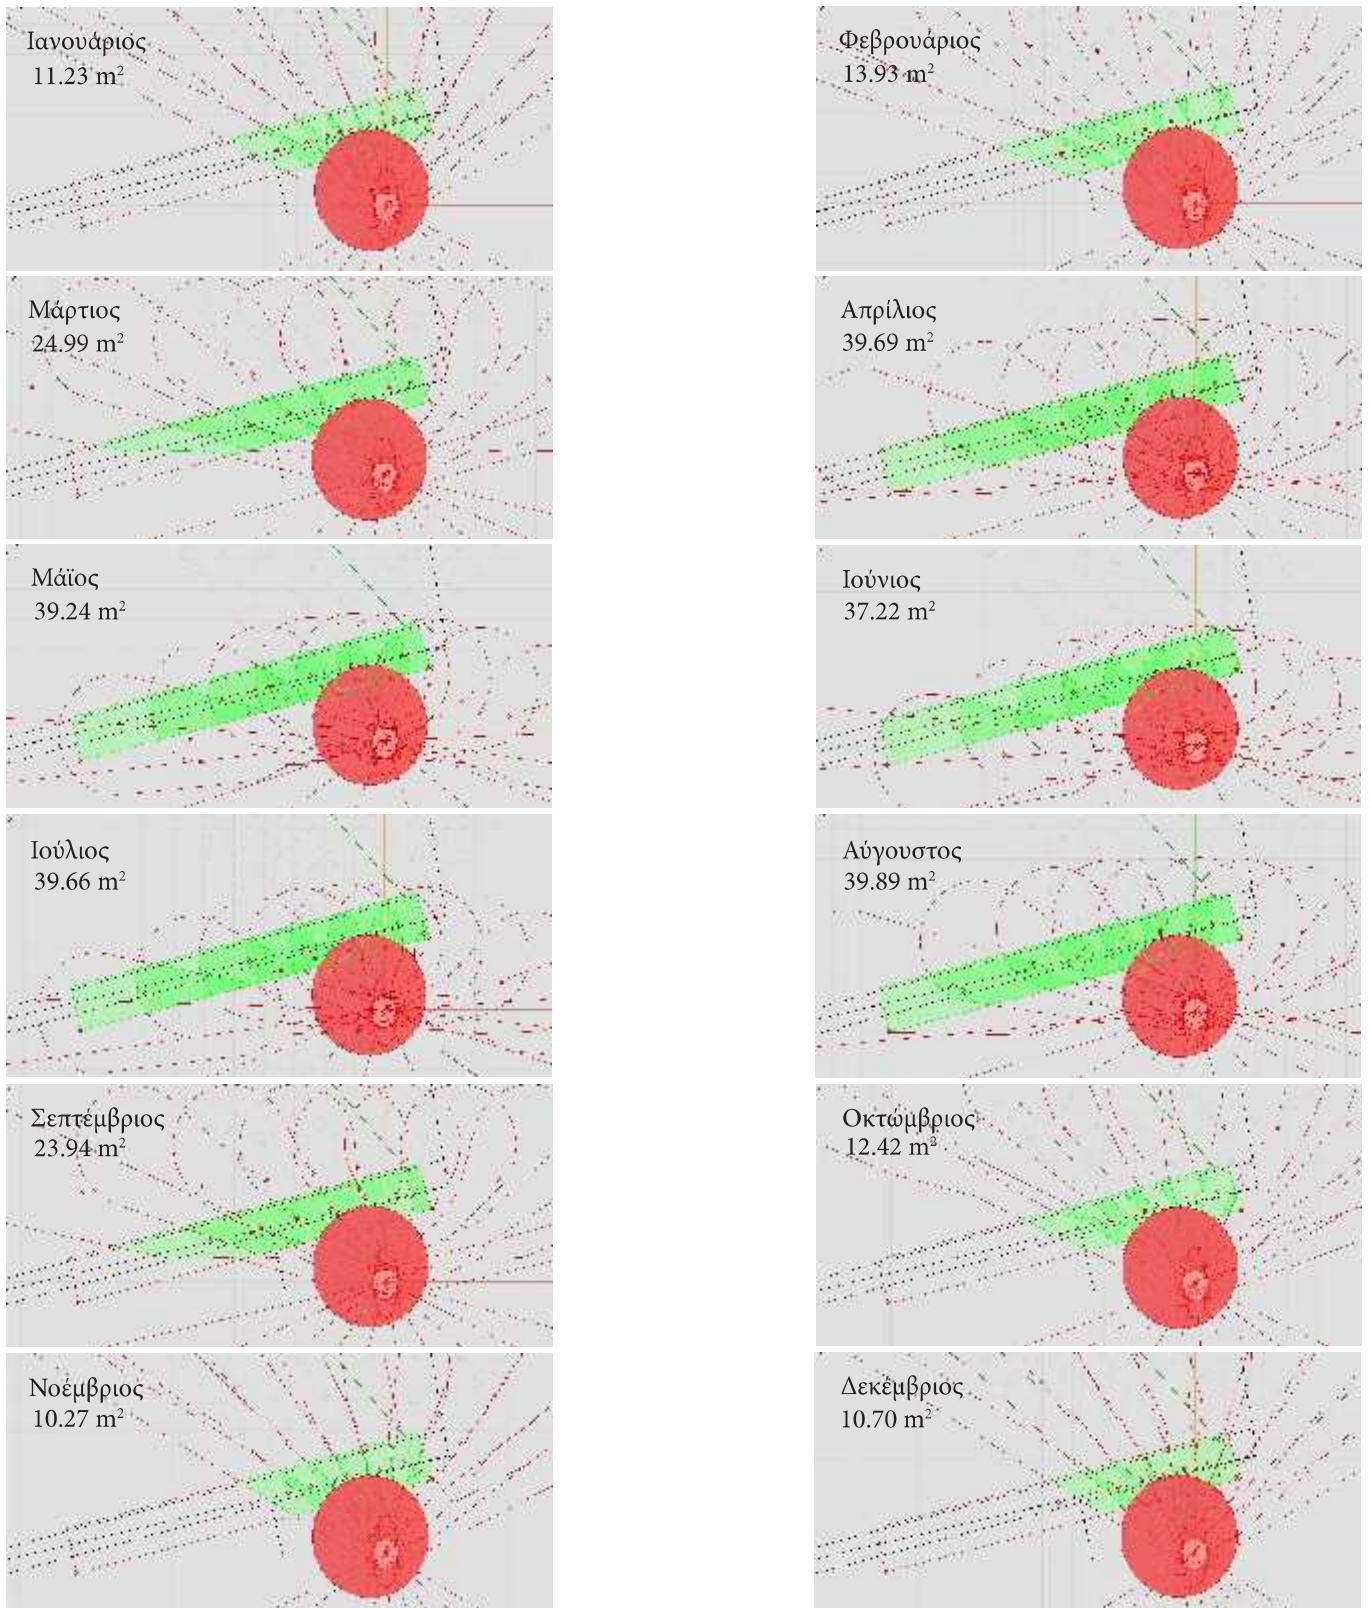 Ιανουάριος
11.23 m²
Φεβρουάριος
13.93 m²
Μάρτιος
24.99 m²
Απρίλιος
39.69 m²
Μάϊος
39.24 m²
Ιούνιος
37.22 m²
Ιούλιος
39.66 m²
Αύγουστος
39.89 m²
Σεπτέμβριος
23.94 m²
Οκτώμβριος
12.42 m²
Νοέμβριος
10.27 m²
Δεκέμβριος
10.70 m²